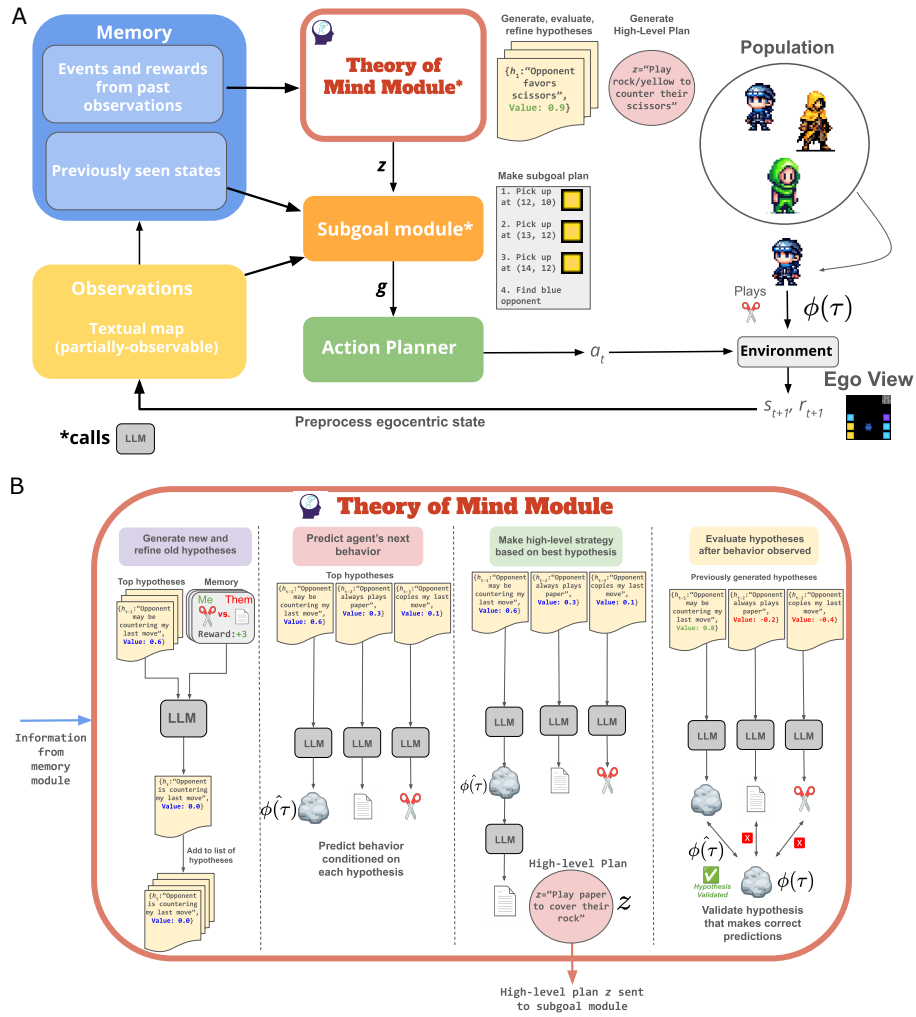 A
Memory
Events and rewards
from past
observations
Previously seen states
Observations
Textual map
(partially-observable)
*calls
LLM
Theory of
Mind Module*
z
Subgoal module*
g
Action Planner
Generate, evaluate,
refine hypotheses
{h₁:“Opponent
favors
scissors”,
Value: 0.9}
Generate
High-Level Plan
z=“Play
rock/yellow to
counter their
scissors”
Make subgoal plan
1. Pick up
at (12, 10)
2. Pick up
at (13, 12)
3. Pick up
at (14, 12)
4. Find blue
opponent
Population
Plays
ϕ(τ)
aₜ
Environment
Ego View
sₜ₊₁, rₜ₊₁
Preprocess egocentric state
B
Theory of Mind Module
Information
from
memory
module
Generate new and
refine old hypotheses
Top hypotheses
Memory
{hₜ₋₁:“Opponent
may be
countering my
last move”,
Value: 0.6}
Me
Them
vs.
Reward:+3
LLM
{hₜ:“Opponent
is countering
my last move”,
Value: 0.0}
Add to list of
hypotheses
{hₜ:“Opponent
is countering
my last move”,
Value: 0.0}
Predict agent’s next
behavior
Top hypotheses
{hₜ₋₁:“Opponent
may be
countering my
last move”,
Value: 0.6}
{hₜ₋₂:“Opponent
always plays
paper”,
Value: 0.3}
{hₜ₋₃:“Opponent
copies my last
move”,
Value: 0.1}
LLM
LLM
LLM
ϕ(τ̂)
Predict behavior
conditioned on
each hypothesis
Make high-level strategy
based on best hypothesis
{hₜ₋₁:“Opponent
may be
countering my
last move”,
Value: 0.6}
{hₜ₋₂:“Opponent
always plays
paper”,
Value: 0.3}
{hₜ₋₃:“Opponent
copies my last
move”,
Value: 0.1}
LLM
LLM
LLM
ϕ(τ̂)
LLM
High-level Plan
z=“Play paper
to cover their
rock”
z
High-level plan z sent
to subgoal module
Evaluate hypotheses
after behavior observed
Previously generated hypotheses
{hₜ₋₁:“Opponent
may be
countering my
last move”,
Value: 0.8}
{hₜ₋₂:“Opponent
always plays
paper”,
Value: -0.2}
{hₜ₋₃:“Opponent
copies my last
move”,
Value: -0.4}
LLM
LLM
LLM
X
X
ϕ(τ̂)
Hypothesis
Validated
ϕ(τ)
Validate hypothesis
that makes correct
predictions